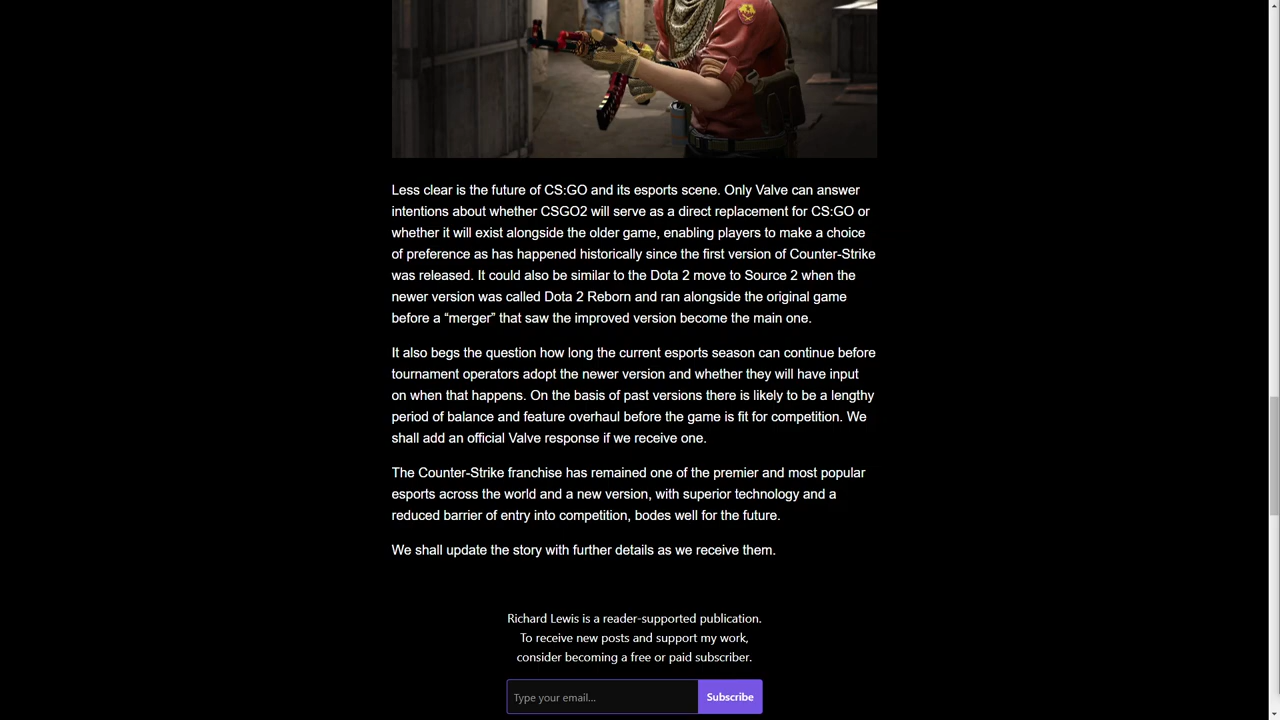 Less clear is the future of CS:GO and its esports scene. Only Valve can answer
intentions about whether CSGO2 will serve as a direct replacement for CS:GO or
whether it will exist alongside the older game, enabling players to make a choice
of preference as has happened historically since the first version of Counter-Strike
was released. It could also be similar to the Dota 2 move to Source 2 when the
newer version was called Dota 2 Reborn and ran alongside the original game
before a “merger” that saw the improved version become the main one.
It also begs the question how long the current esports season can continue before
tournament operators adopt the newer version and whether they will have input
on when that happens. On the basis of past versions there is likely to be a lengthy
period of balance and feature overhaul before the game is fit for competition. We
shall add an official Valve response if we receive one.
The Counter-Strike franchise has remained one of the premier and most popular
esports across the world and a new version, with superior technology and a
reduced barrier of entry into competition, bodes well for the future.
We shall update the story with further details as we receive them.
Richard Lewis is a reader-supported publication.
To receive new posts and support my work,
consider becoming a free or paid subscriber.
Type your email... Subscribe